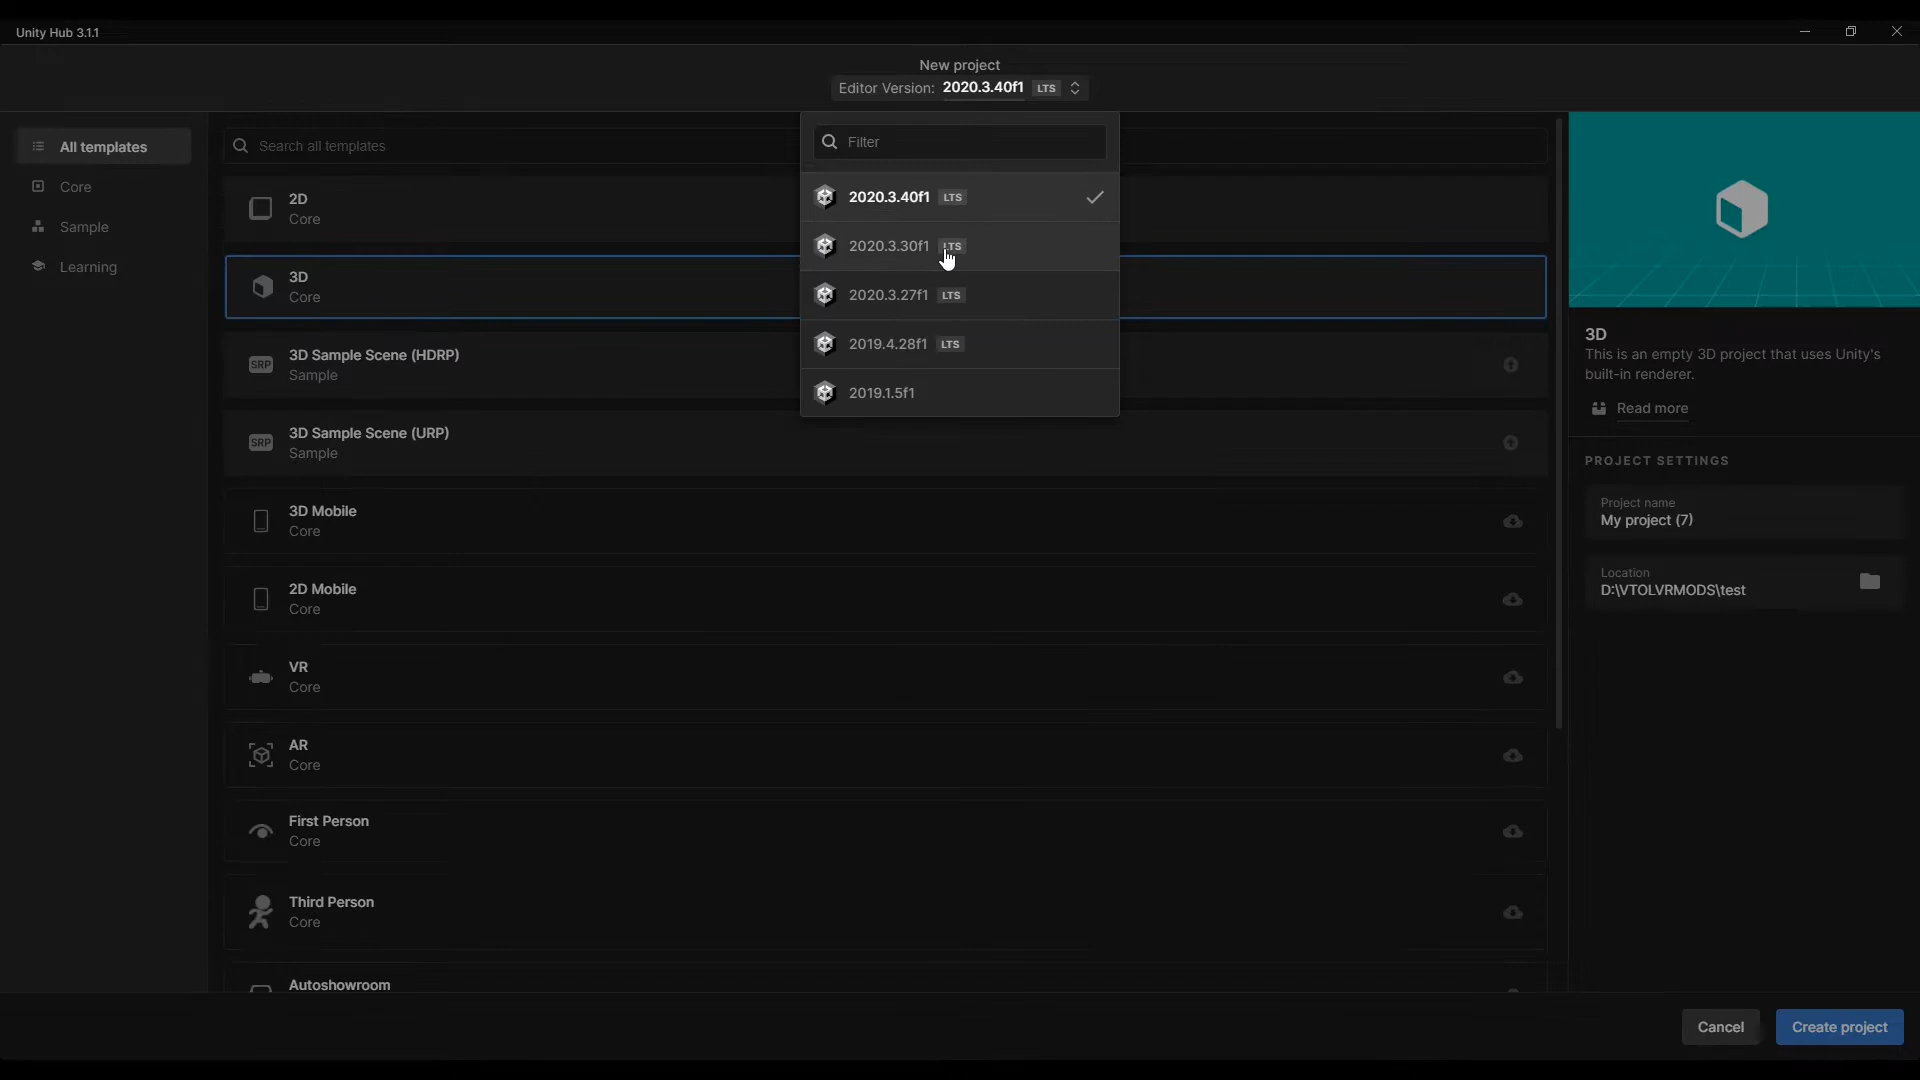 Unity Hub 3.1.1
New project
Editor Version: 2020.3.40f1 LTS
All templates
Core
Sample
Learning
Search all templates
2D
Core
3D
Core
SRP 3D Sample Scene (HDRP)
Sample
SRP 3D Sample Scene (URP)
Sample
3D Mobile
Core
2D Mobile
Core
VR
Core
AR
Core
First Person
Core
Third Person
Core
Autoshowroom
Filter
2020.3.40f1 LTS
2020.3.30f1 LTS
2020.3.27f1 LTS
2019.4.28f1 LTS
2019.1.5f1
3D
This is an empty 3D project that uses Unity's
built-in renderer.
Read more
PROJECT SETTINGS
Project name
My project (7)
Location
D:\VTOLVRMODS\test
Cancel
Create project